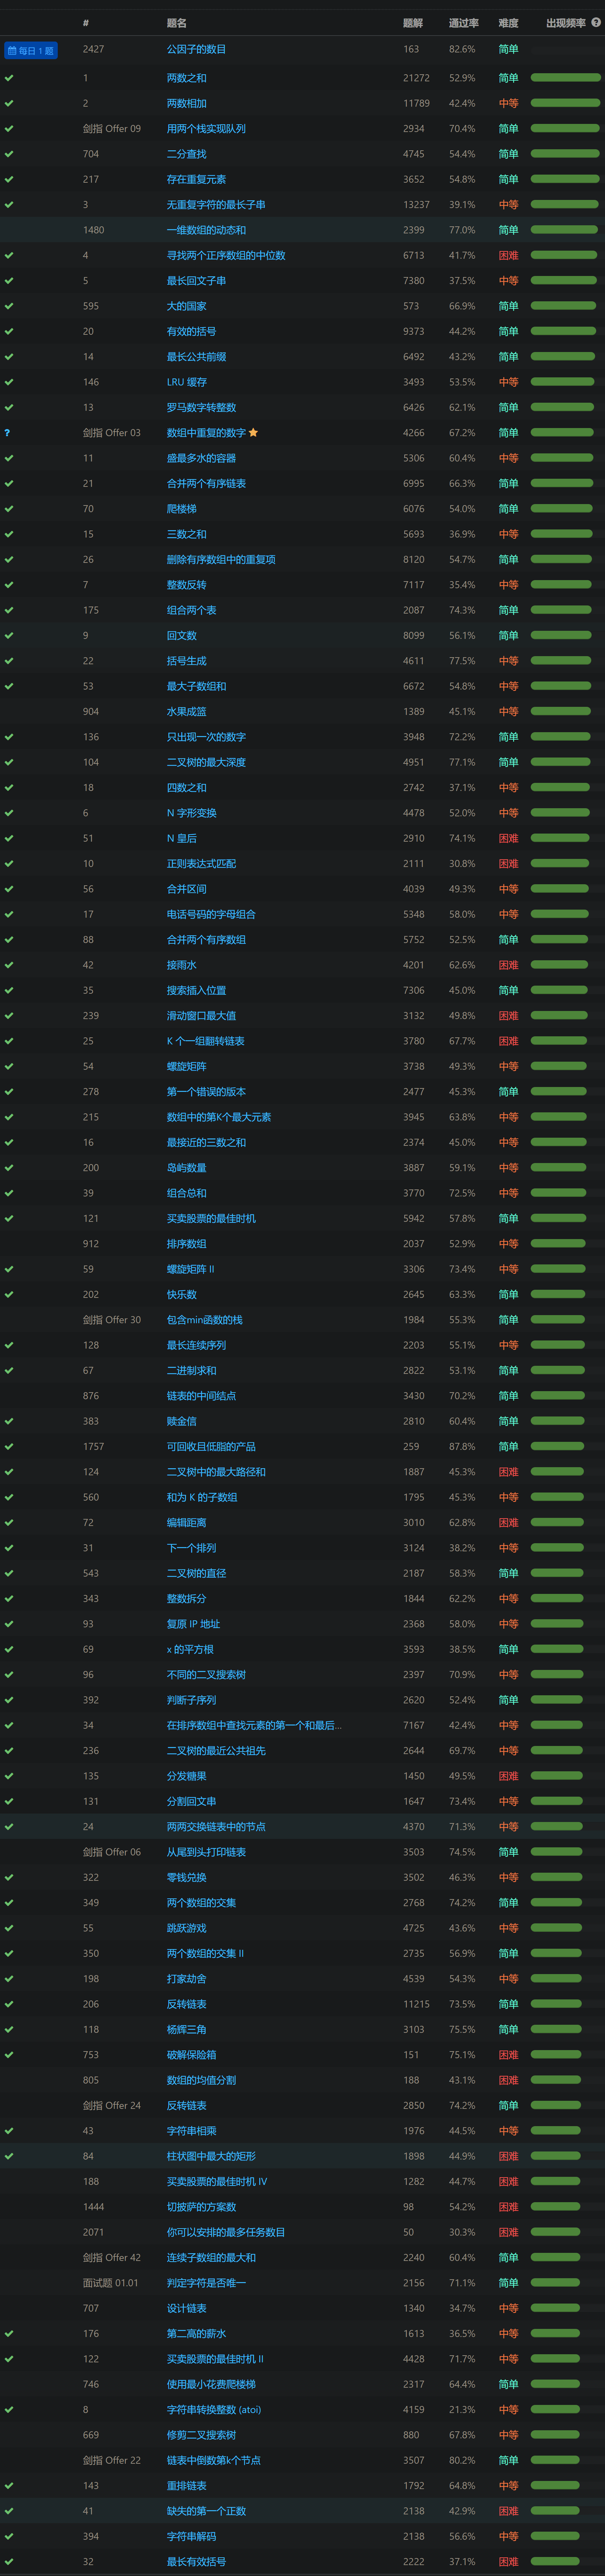 # 题名 题解 通过率 难度 出现频率
每日 1 题 2427 公因子的数目 163 82.6% 简单
1 两数之和 21272 52.9% 简单
2 两数相加 11789 42.4% 中等
剑指 Offer 09 用两个栈实现队列 2934 70.4% 简单
704 二分查找 4745 54.4% 简单
217 存在重复元素 3652 54.8% 简单
3 无重复字符的最长子串 13237 39.1% 中等
1480 一维数组的动态和 2399 77.0% 简单
4 寻找两个正序数组的中位数 6713 41.7% 困难
5 最长回文子串 7380 37.5% 中等
595 大的国家 573 66.9% 简单
20 有效的括号 9373 44.2% 简单
14 最长公共前缀 6492 43.2% 简单
146 LRU 缓存 3493 53.5% 中等
13 罗马数字转整数 6426 62.1% 简单
? 剑指 Offer 03 数组中重复的数字 4266 67.2% 简单
11 盛最多水的容器 5306 60.4% 中等
21 合并两个有序链表 6995 66.3% 简单
70 爬楼梯 6076 54.0% 简单
15 三数之和 5693 36.9% 中等
26 删除有序数组中的重复项 8120 54.7% 简单
7 整数反转 7117 35.4% 中等
175 组合两个表 2087 74.3% 简单
9 回文数 8099 56.1% 简单
22 括号生成 4611 77.5% 中等
53 最大子数组和 6672 54.8% 中等
904 水果成篮 1389 45.1% 中等
136 只出现一次的数字 3948 72.2% 简单
104 二叉树的最大深度 4951 77.1% 简单
18 四数之和 2742 37.1% 中等
6 N 字形变换 4478 52.0% 中等
51 N 皇后 2910 74.1% 困难
10 正则表达式匹配 2111 30.8% 困难
56 合并区间 4039 49.3% 中等
17 电话号码的字母组合 5348 58.0% 中等
88 合并两个有序数组 5752 52.5% 简单
42 接雨水 4201 62.6% 困难
35 搜索插入位置 7306 45.0% 简单
239 滑动窗口最大值 3132 49.8% 困难
25 K 个一组翻转链表 3780 67.7% 困难
54 螺旋矩阵 3738 49.3% 中等
278 第一个错误的版本 2477 45.3% 简单
215 数组中的第K个最大元素 3945 63.8% 中等
16 最接近的三数之和 2374 45.0% 中等
200 岛屿数量 3887 59.1% 中等
39 组合总和 3770 72.5% 中等
121 买卖股票的最佳时机 5942 57.8% 简单
912 排序数组 2037 52.9% 中等
59 螺旋矩阵 II 3306 73.4% 中等
202 快乐数 2645 63.3% 简单
剑指 Offer 30 包含min函数的栈 1984 55.3% 简单
128 最长连续序列 2203 55.1% 中等
67 二进制求和 2822 53.1% 简单
876 链表的中间结点 3430 70.2% 简单
383 赎金信 2810 60.4% 简单
1757 可回收且低脂的产品 259 87.8% 简单
124 二叉树中的最大路径和 1887 45.3% 困难
560 和为 K 的子数组 1795 45.3% 中等
72 编辑距离 3010 62.8% 困难
31 下一个排列 3124 38.2% 中等
543 二叉树的直径 2187 58.3% 简单
343 整数拆分 1844 62.2% 中等
93 复原 IP 地址 2368 58.0% 中等
69 x 的平方根 3593 38.5% 简单
96 不同的二叉搜索树 2397 70.9% 中等
392 判断子序列 2620 52.4% 简单
34 在排序数组中查找元素的第一个和最后... 7167 42.4% 中等
236 二叉树的最近公共祖先 2644 69.7% 中等
135 分发糖果 1450 49.5% 困难
131 分割回文串 1647 73.4% 中等
24 两两交换链表中的节点 4370 71.3% 中等
剑指 Offer 06 从尾到头打印链表 3503 74.5% 简单
322 零钱兑换 3502 46.3% 中等
349 两个数组的交集 2768 74.2% 简单
55 跳跃游戏 4725 43.6% 中等
350 两个数组的交集 II 2735 56.9% 简单
198 打家劫舍 4539 54.3% 中等
206 反转链表 11215 73.5% 简单
118 杨辉三角 3103 75.5% 简单
753 破解保险箱 151 75.1% 困难
805 数组的均值分割 188 43.1% 困难
剑指 Offer 24 反转链表 2850 74.2% 简单
43 字符串相乘 1976 44.5% 中等
84 柱状图中最大的矩形 1898 44.9% 困难
188 买卖股票的最佳时机 IV 1282 44.7% 困难
1444 切披萨的方案数 98 54.2% 困难
2071 你可以安排的最多任务数目 50 30.3% 困难
剑指 Offer 42 连续子数组的最大和 2240 60.4% 简单
面试题 01.01 判定字符是否唯一 2156 71.1% 简单
707 设计链表 1340 34.7% 中等
176 第二高的薪水 1613 36.5% 中等
122 买卖股票的最佳时机 II 4428 71.7% 中等
746 使用最小花费爬楼梯 2317 64.4% 简单
8 字符串转换整数 (atoi) 4159 21.3% 中等
669 修剪二叉搜索树 880 67.8% 中等
剑指 Offer 22 链表中倒数第k个节点 3507 80.2% 简单
143 重排链表 1792 64.8% 中等
41 缺失的第一个正数 2138 42.9% 困难
394 字符串解码 2138 56.6% 中等
32 最长有效括号 2222 37.1% 困难